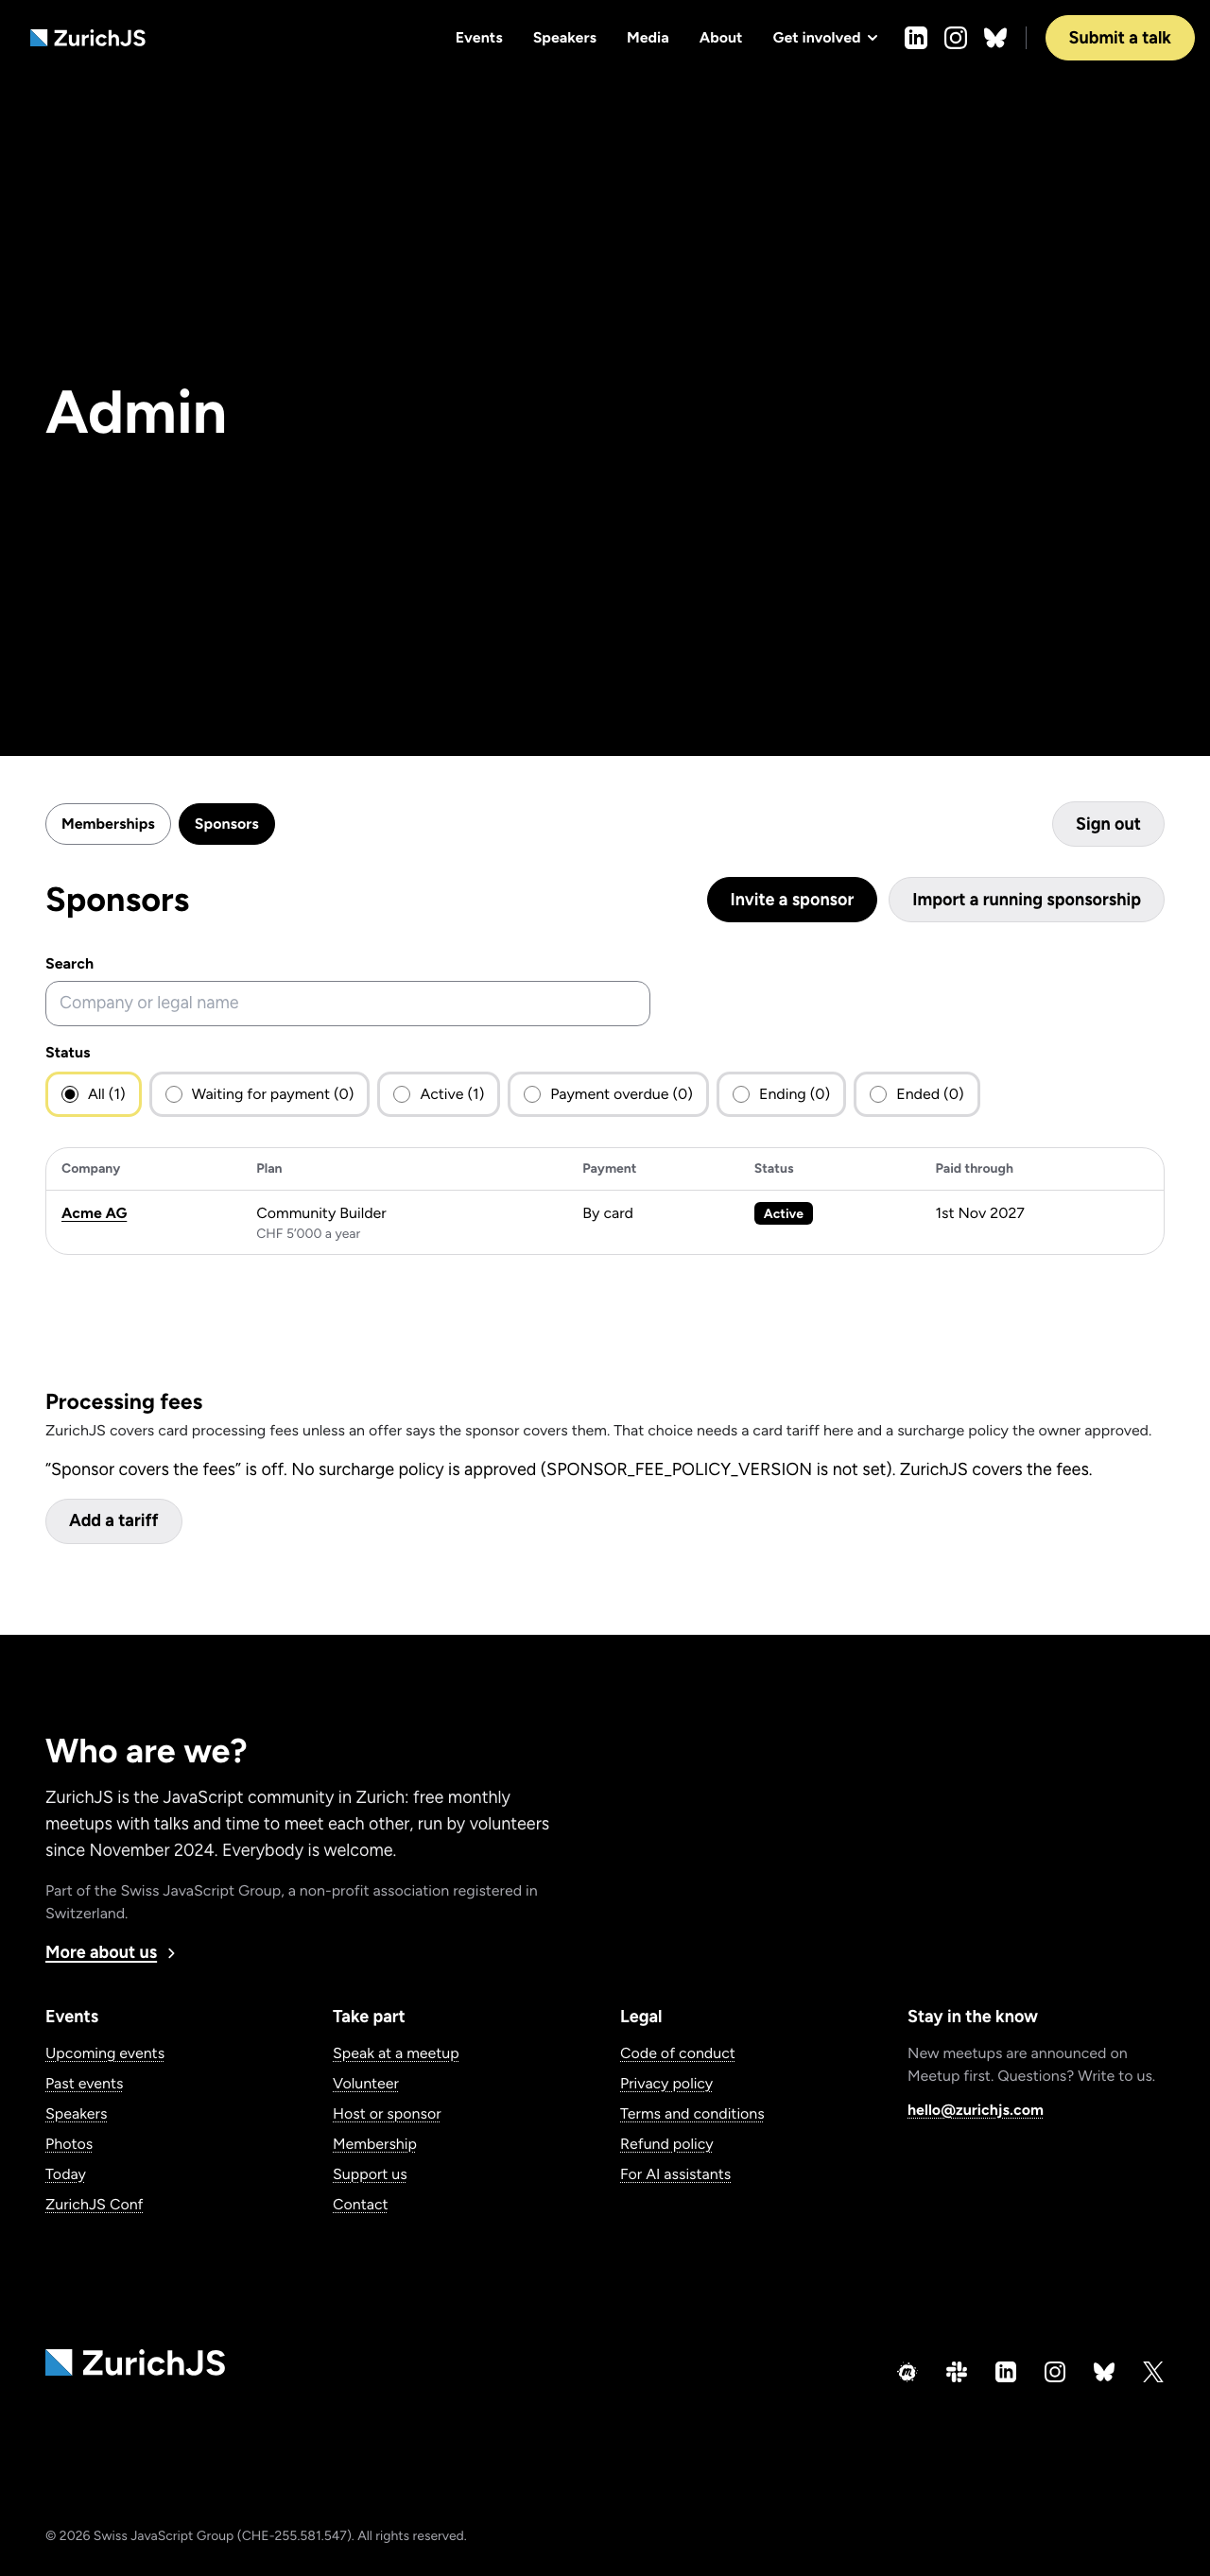 ZurichJS
Events
Speakers
Media
About
Get involved
Submit a talk
Admin
Memberships
Sponsors
Sign out
Sponsors
Invite a sponsor
Import a running sponsorship
Search
Company or legal name
Status
All (1)
Waiting for payment (0)
Active (1)
Payment overdue (0)
Ending (0)
Ended (0)
Company Plan Payment Status Paid through
Acme AG Community Builder By card Active 1st Nov 2027
CHF 5’000 a year
Processing fees
ZurichJS covers card processing fees unless an offer says the sponsor covers them. That choice needs a card tariff here and a surcharge policy the owner approved.
“Sponsor covers the fees” is off. No surcharge policy is approved (SPONSOR_FEE_POLICY_VERSION is not set). ZurichJS covers the fees.
Add a tariff
Who are we?
ZurichJS is the JavaScript community in Zurich: free monthly
meetups with talks and time to meet each other, run by volunteers
since November 2024. Everybody is welcome.
Part of the Swiss JavaScript Group, a non-profit association registered in
Switzerland.
More about us
Events
Upcoming events
Past events
Speakers
Photos
Today
ZurichJS Conf
Take part
Speak at a meetup
Volunteer
Host or sponsor
Membership
Support us
Contact
Legal
Code of conduct
Privacy policy
Terms and conditions
Refund policy
For AI assistants
Stay in the know
New meetups are announced on
Meetup first. Questions? Write to us.
hello@zurichjs.com
ZurichJS
© 2026 Swiss JavaScript Group (CHE-255.581.547). All rights reserved.